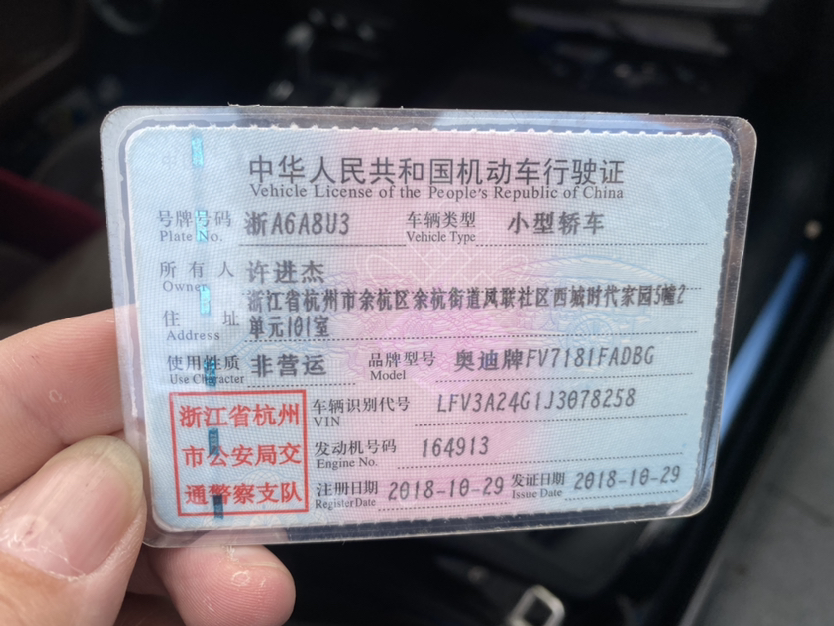 中华人民共和国机动车行驶证
Vehicle License of the People's Republic of China
号牌号码 浙A6A8U3 车辆类型 小型轿车
Plate No. Vehicle Type
所有人 许进杰
Owner
浙江省杭州市余杭区余杭街道凤联社区西城时代家园5幢2
住址 单元101室
Address
使用性质 非营运 品牌型号 奥迪牌FV7181FADBG
Use Character Model
浙江省杭州 车辆识别代号 LFV3A24G1J3078258
VIN
市公安局交 发动机号码 164913
Engine No.
通警察支队 注册日期 2018-10-29 发证日期 2018-10-29
Register Date Issue Date